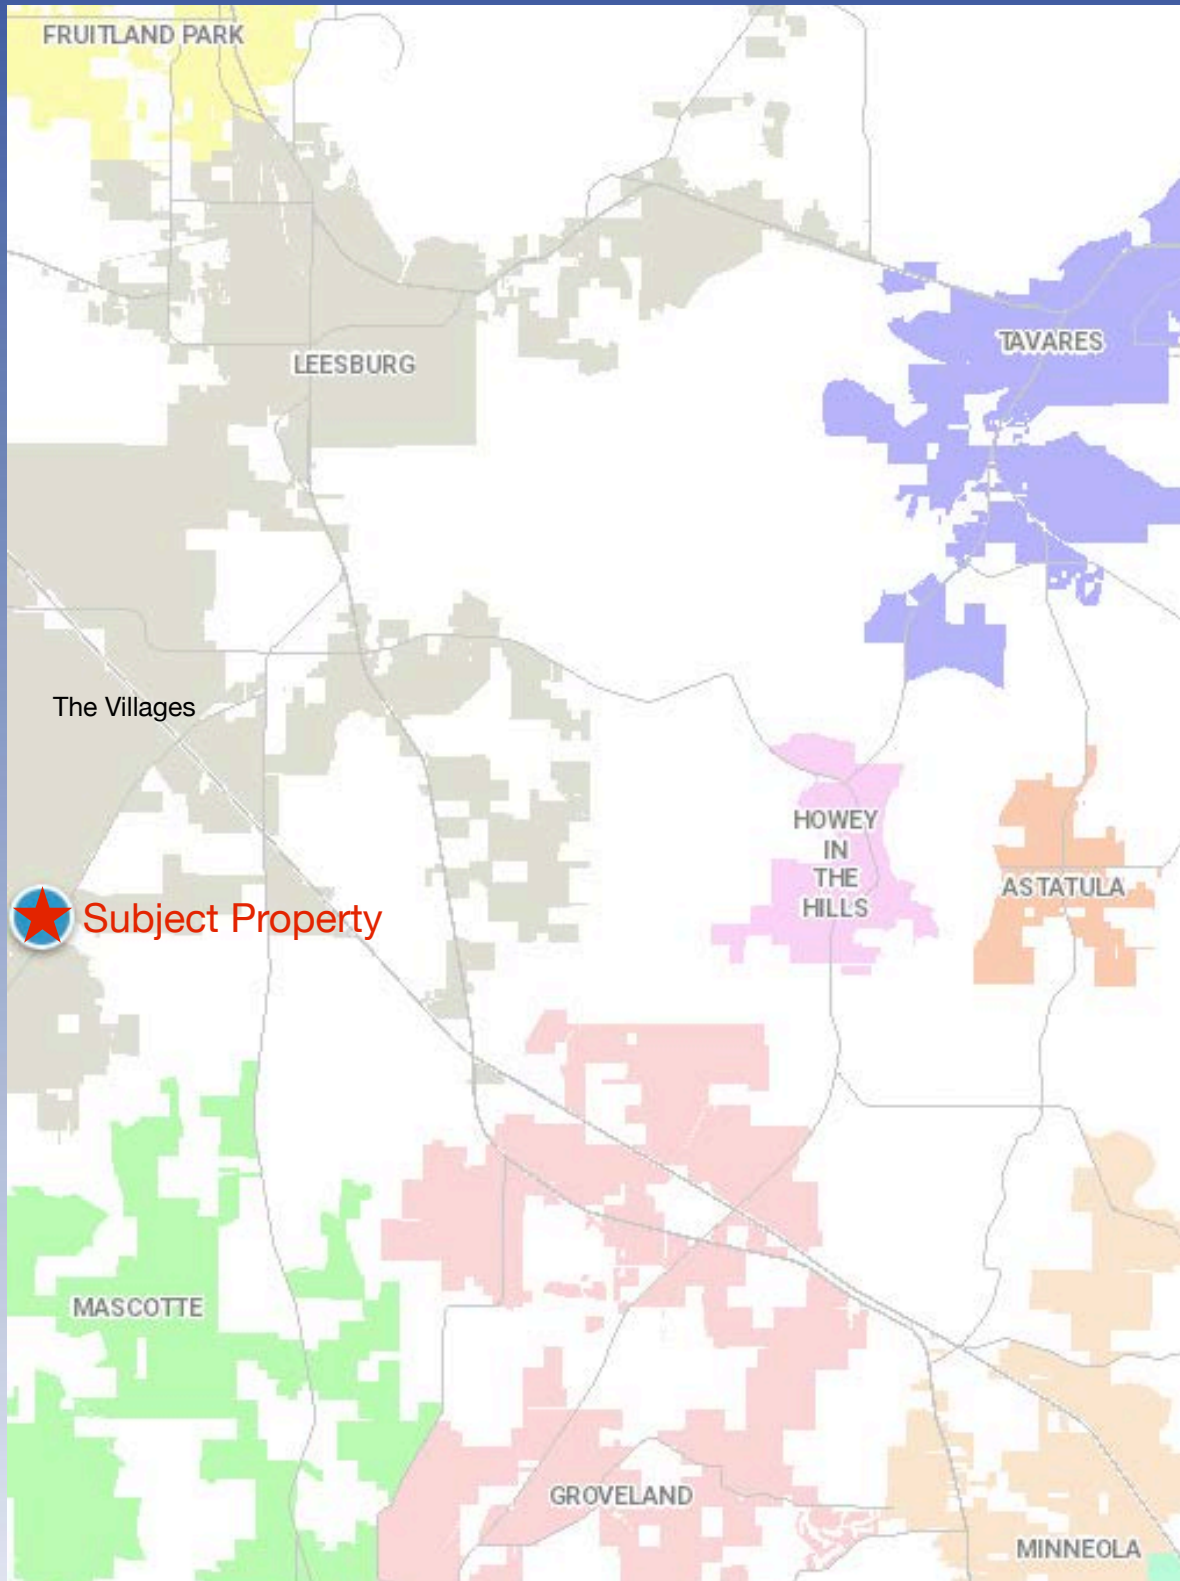 FRUITLAND PARK
TAVARES
LEESBURG
The Villages
HOWEY
IN
THE
HILLS
ASTATULA
Subject Property
MASCOTTE
GROVELAND
MINNEOLA